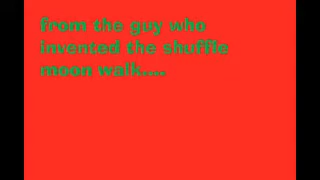 from the guy who
invented the shuffle
moon walk....